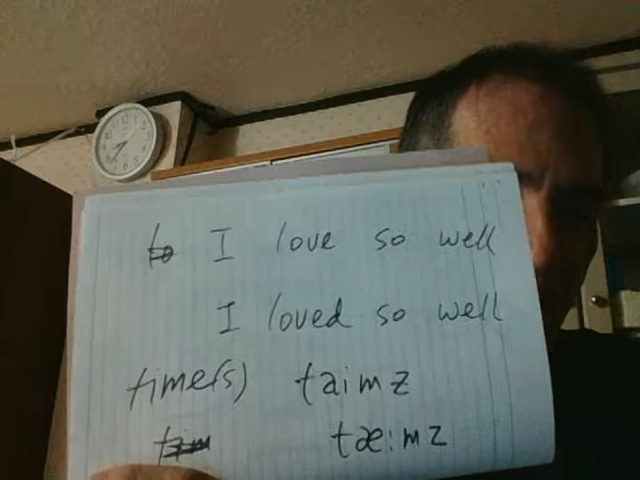 I love so well
I loved so well
time(s) taimz
tæ:mz